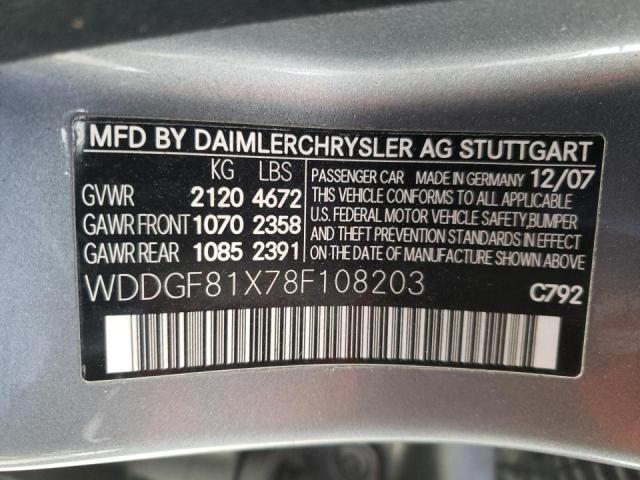 MFD BY DAIMLERCHRYSLER AG STUTTGART
KG LBS
GVWR 2120 4672
GAWR FRONT 1070 2358
GAWR REAR 1085 2391
PASSENGER CAR MADE IN GERMANY 12/07
THIS VEHICLE CONFORMS TO ALL APPLICABLE
U.S. FEDERAL MOTOR VEHICLE SAFETY,BUMPER
AND THEFT PREVENTION STANDARDS IN EFFECT
ON THE DATE OF MANUFACTURE SHOWN ABOVE.
WDDGF81X78F108203
C792